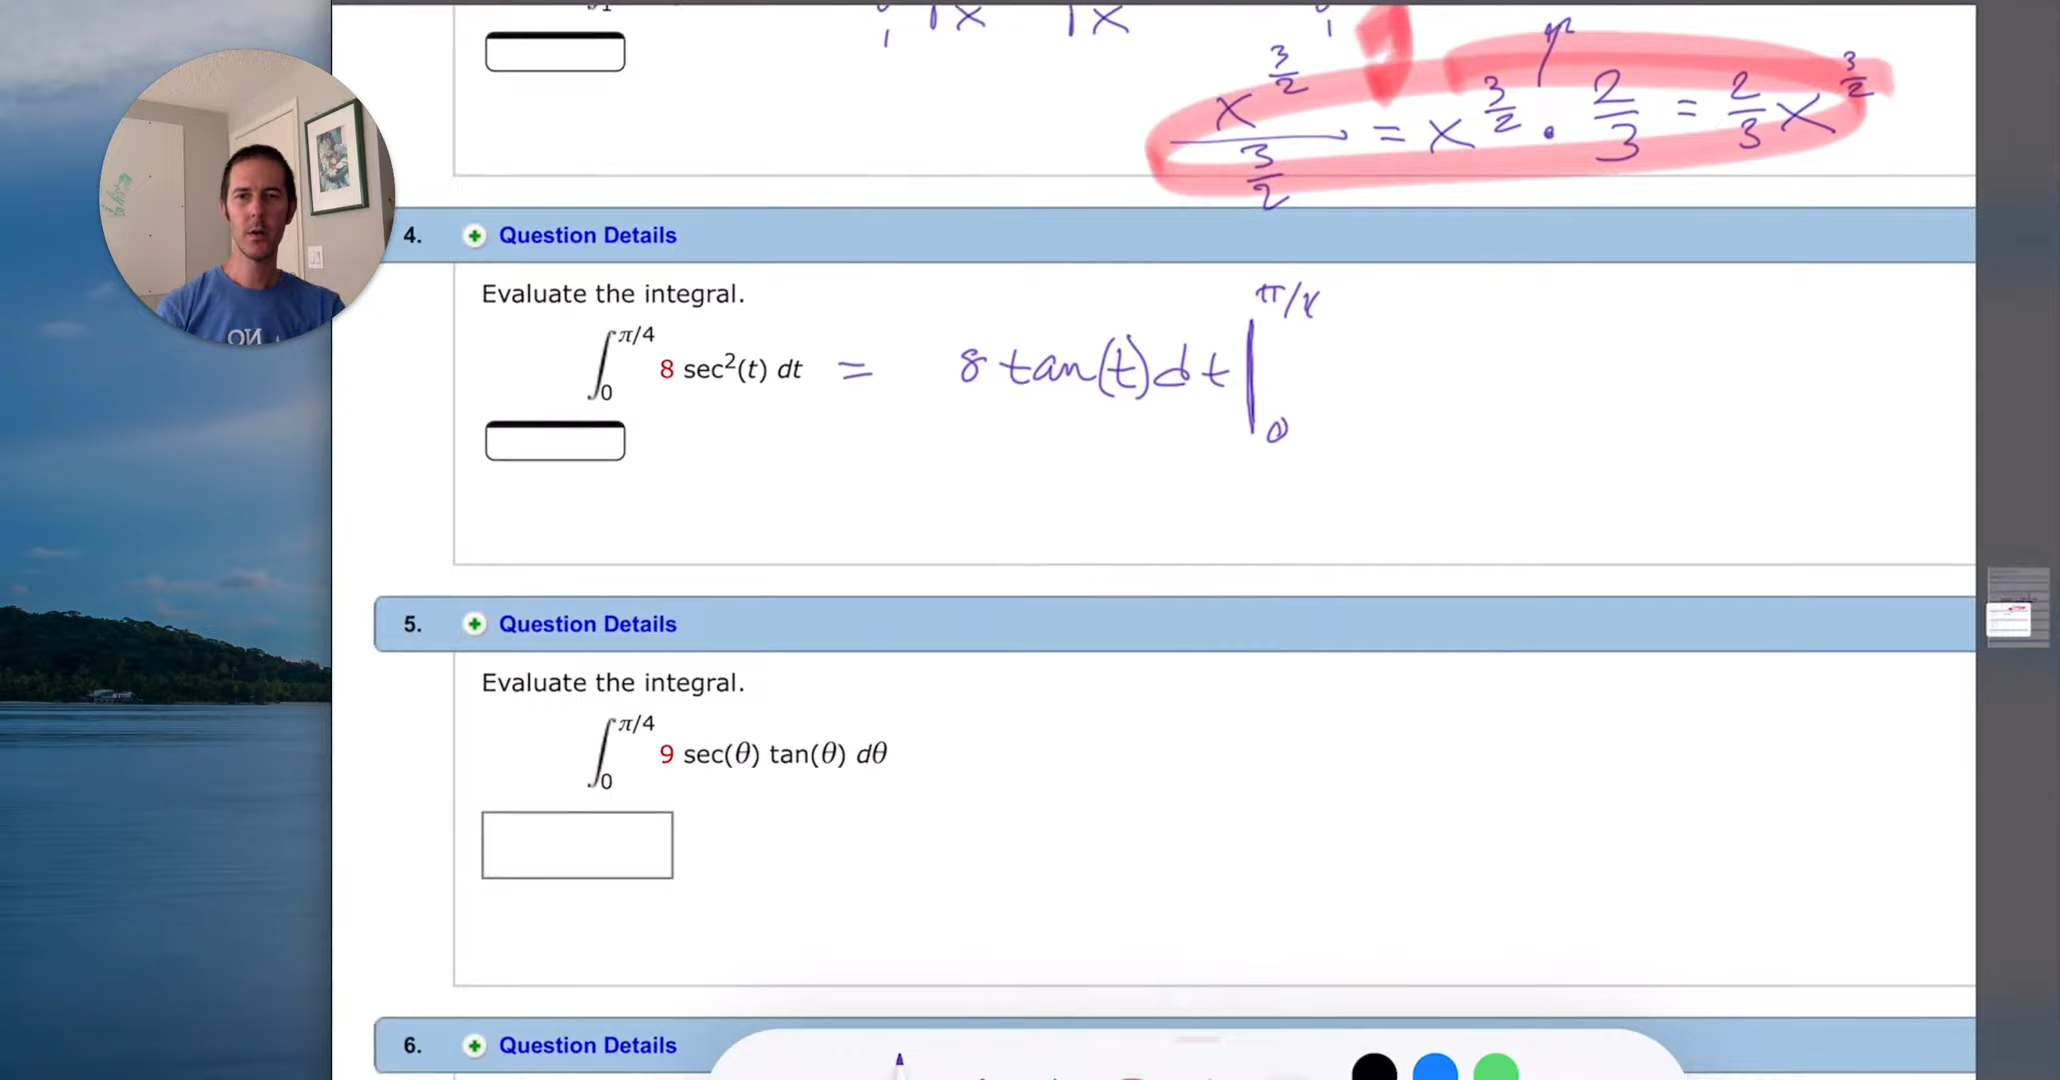 x^(3/2) / (3/2) = x^(3/2) · 2/3 = 2/3 x^(3/2)
4. Question Details
Evaluate the integral.
∫_0^(π/4) 8 sec²(t) dt = 8 tan(t) dt |_0^(π/4)
5. Question Details
Evaluate the integral.
∫_0^(π/4) 9 sec(θ) tan(θ) dθ
6. Question Details